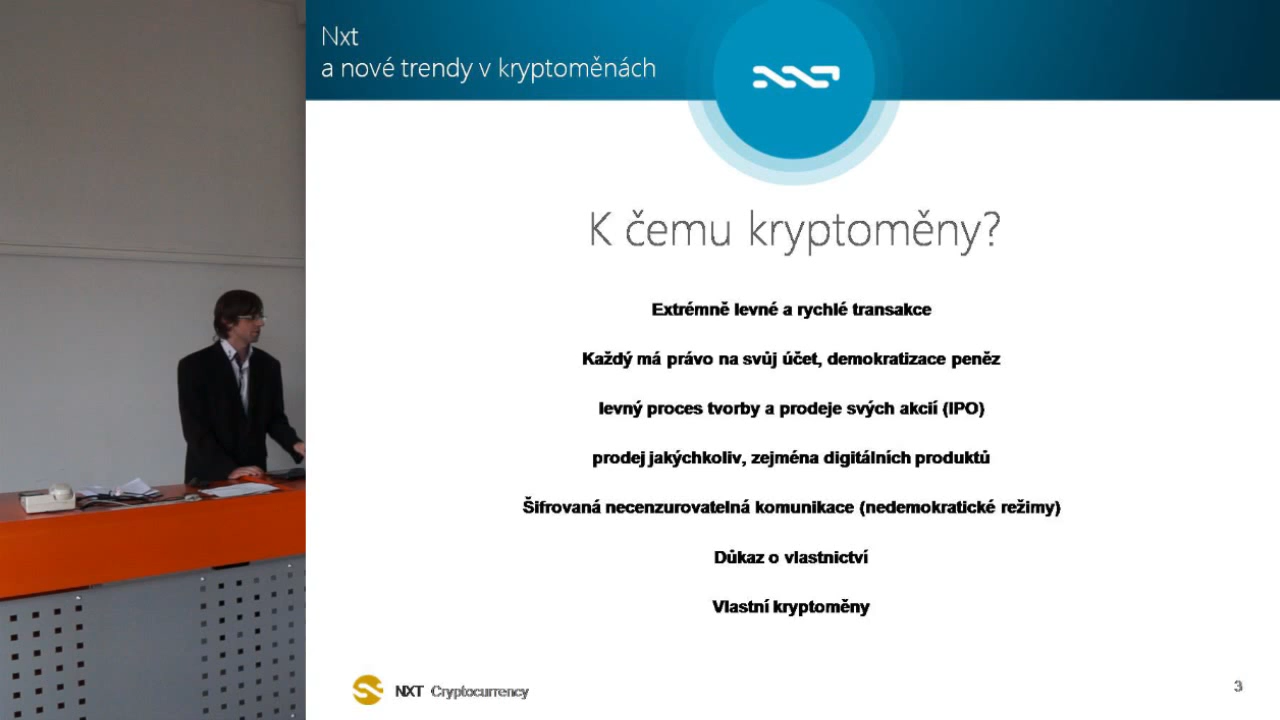 Nxt
a nové trendy v kryptoměnách
K čemu kryptoměny?
Extrémně levné a rychlé transakce
Každý má právo na svůj účet, demokratizace peněz
levný proces tvorby a prodeje svých akcií (IPO)
prodej jakýchkoliv, zejména digitálních produktů
Šifrovaná necenzurovatelná komunikace (nedemokratické režimy)
Důkaz o vlastnictví
Vlastní kryptoměny
NXT Cryptocurrency
3